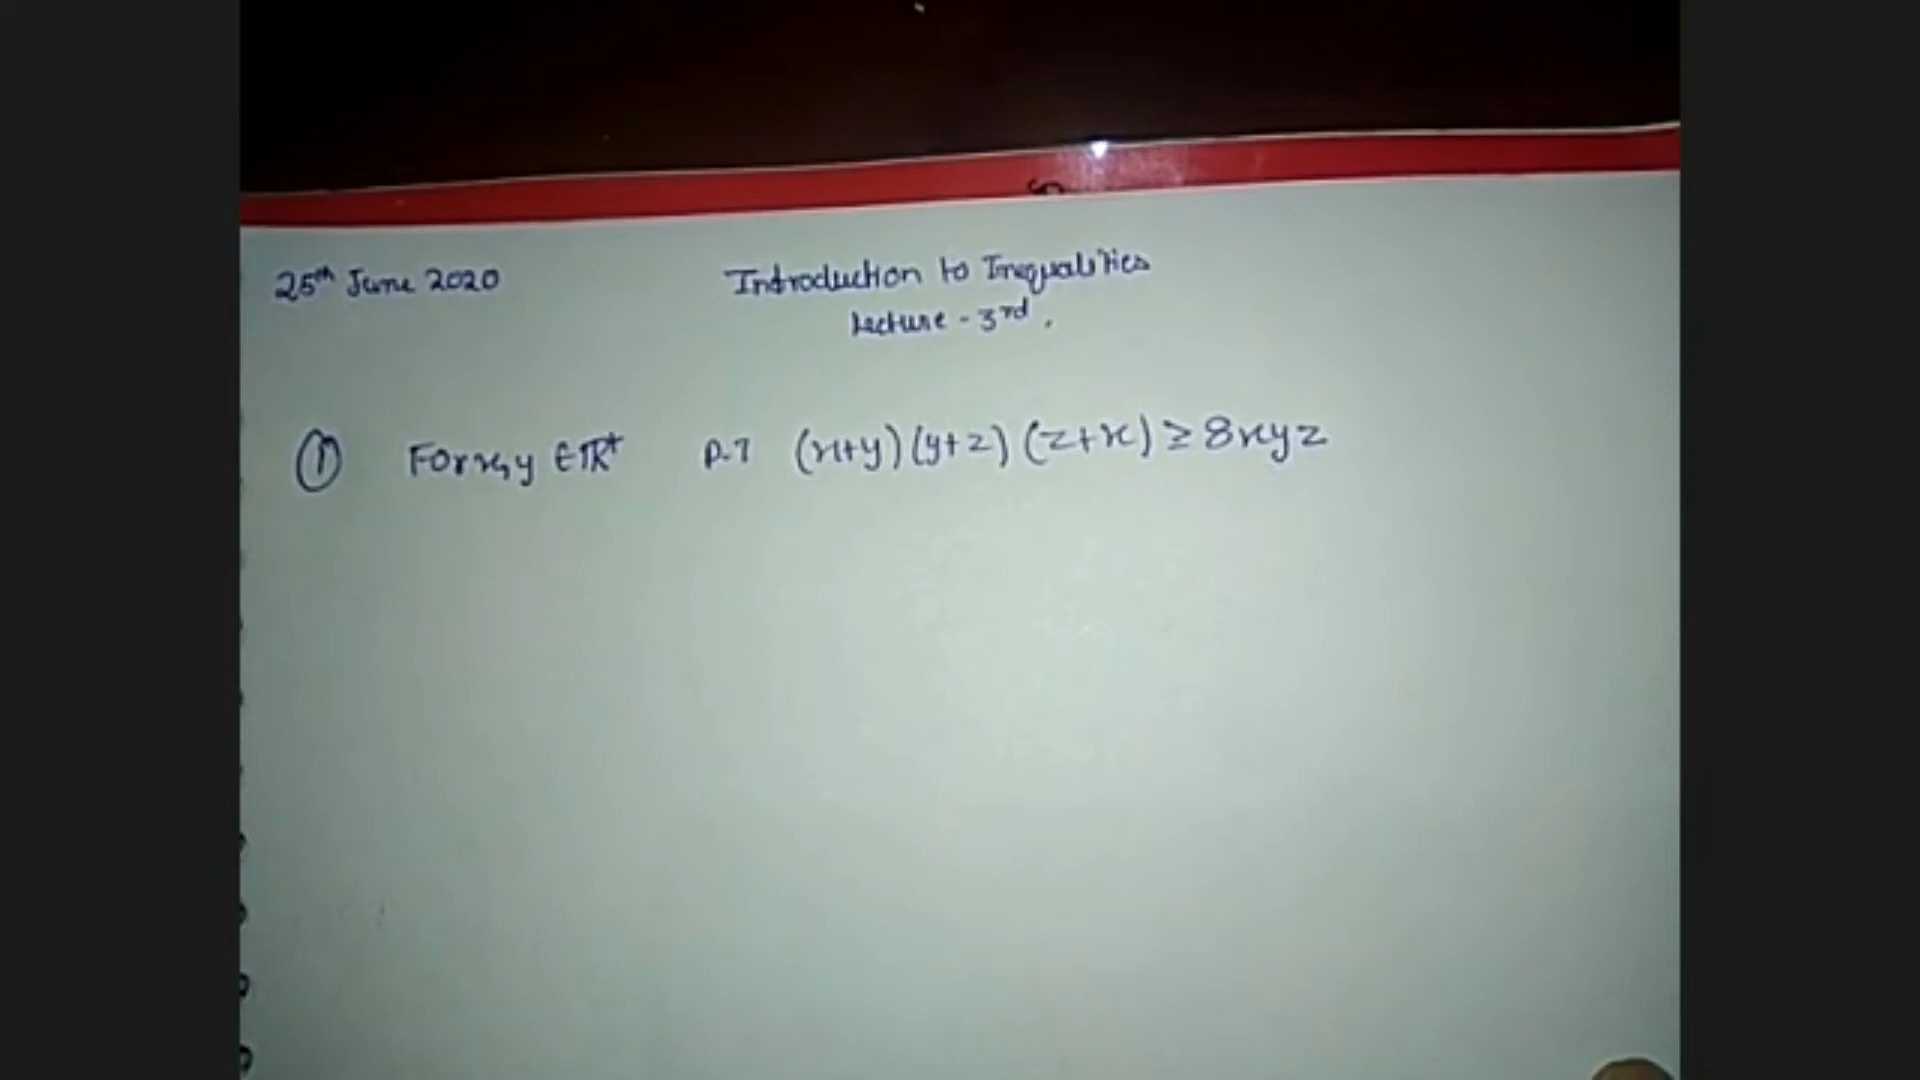 25th June 2020
Introduction to Inequalities
Lecture - 3rd.
① For x, y ∈ ℝ⁺ P.T (x+y)(y+z)(z+x) ≥ 8xyz